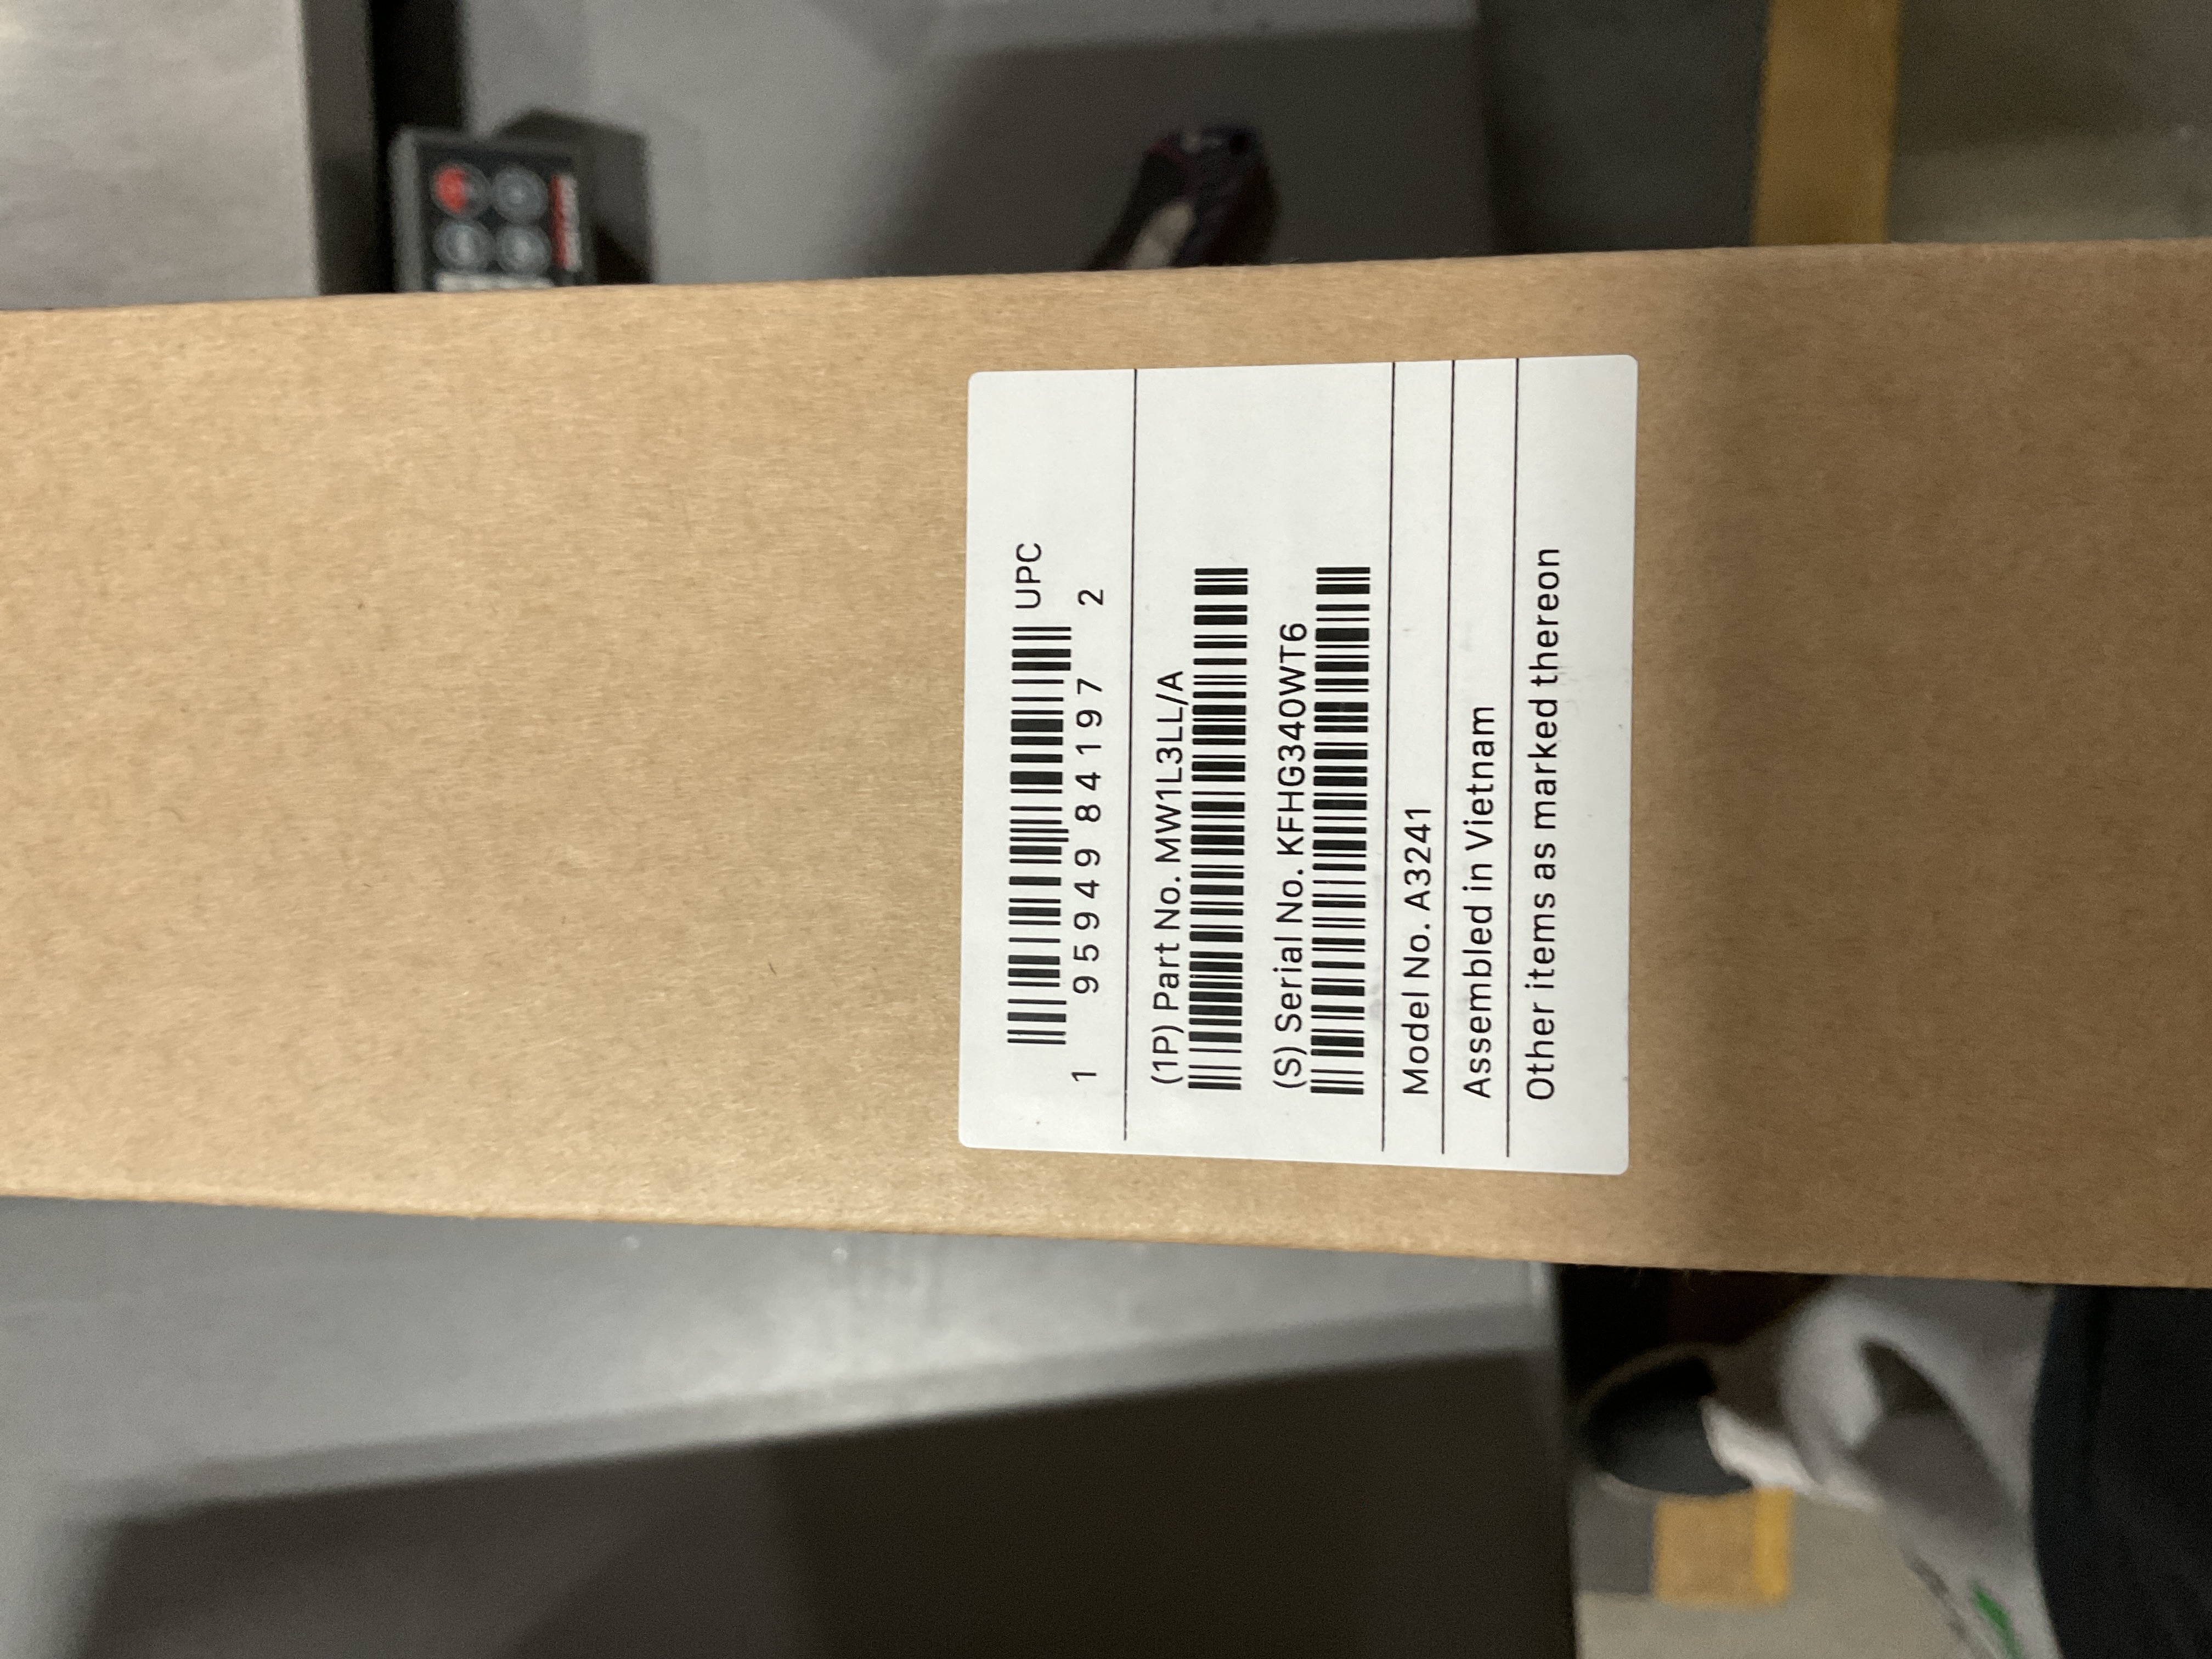 UPC
1 95949 84197 2
(1P) Part No. MW1L3LL/A
(S) Serial No. KFHG340WT6
Model No. A3241
Assembled in Vietnam
Other items as marked thereon